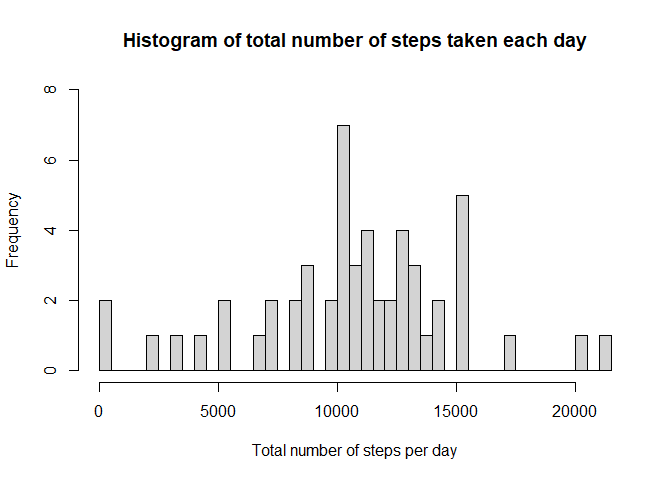 Histogram of total number of steps taken each day
8
6
4
2
0
Frequency
0 5000 10000 15000 20000
Total number of steps per day